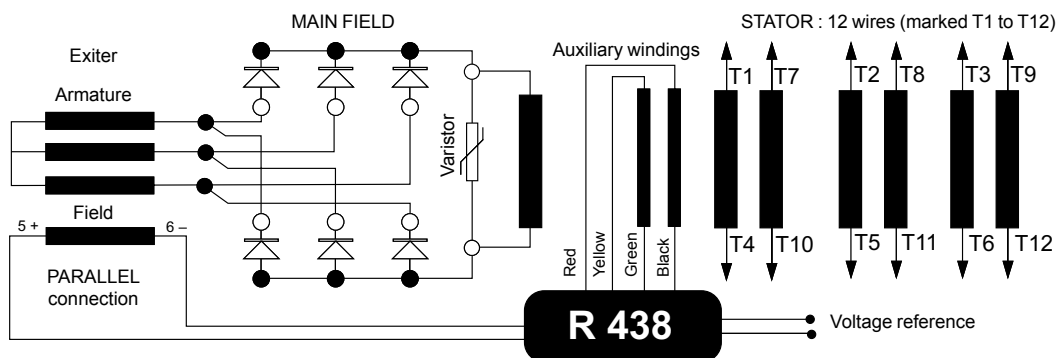 MAIN FIELD
STATOR : 12 wires (marked T1 to T12)
Exiter
Auxiliary windings
T1 T7 T2 T8 T3 T9
Armature
Varistor
Field
5 + 6 –
T4 T10 T5 T11 T6 T12
Red
Yellow
Green
Black
PARALLEL
connection
R 438
Voltage reference